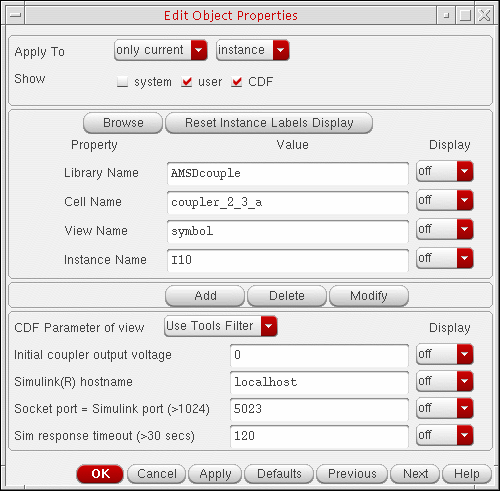 Edit Object Properties
Apply To only current instance
Show system user CDF
Browse Reset Instance Labels Display
Property Value Display
Library Name AMSDcouple off
Cell Name coupler_2_3_a off
View Name symbol off
Instance Name I10 off
Add Delete Modify
CDF Parameter of view Use Tools Filter Display
Initial coupler output voltage 0 off
Simulink(R) hostname localhost off
Socket port = Simulink port (>1024) 5023 off
Sim response timeout (>30 secs) 120 off
OK Cancel Apply Defaults Previous Next Help